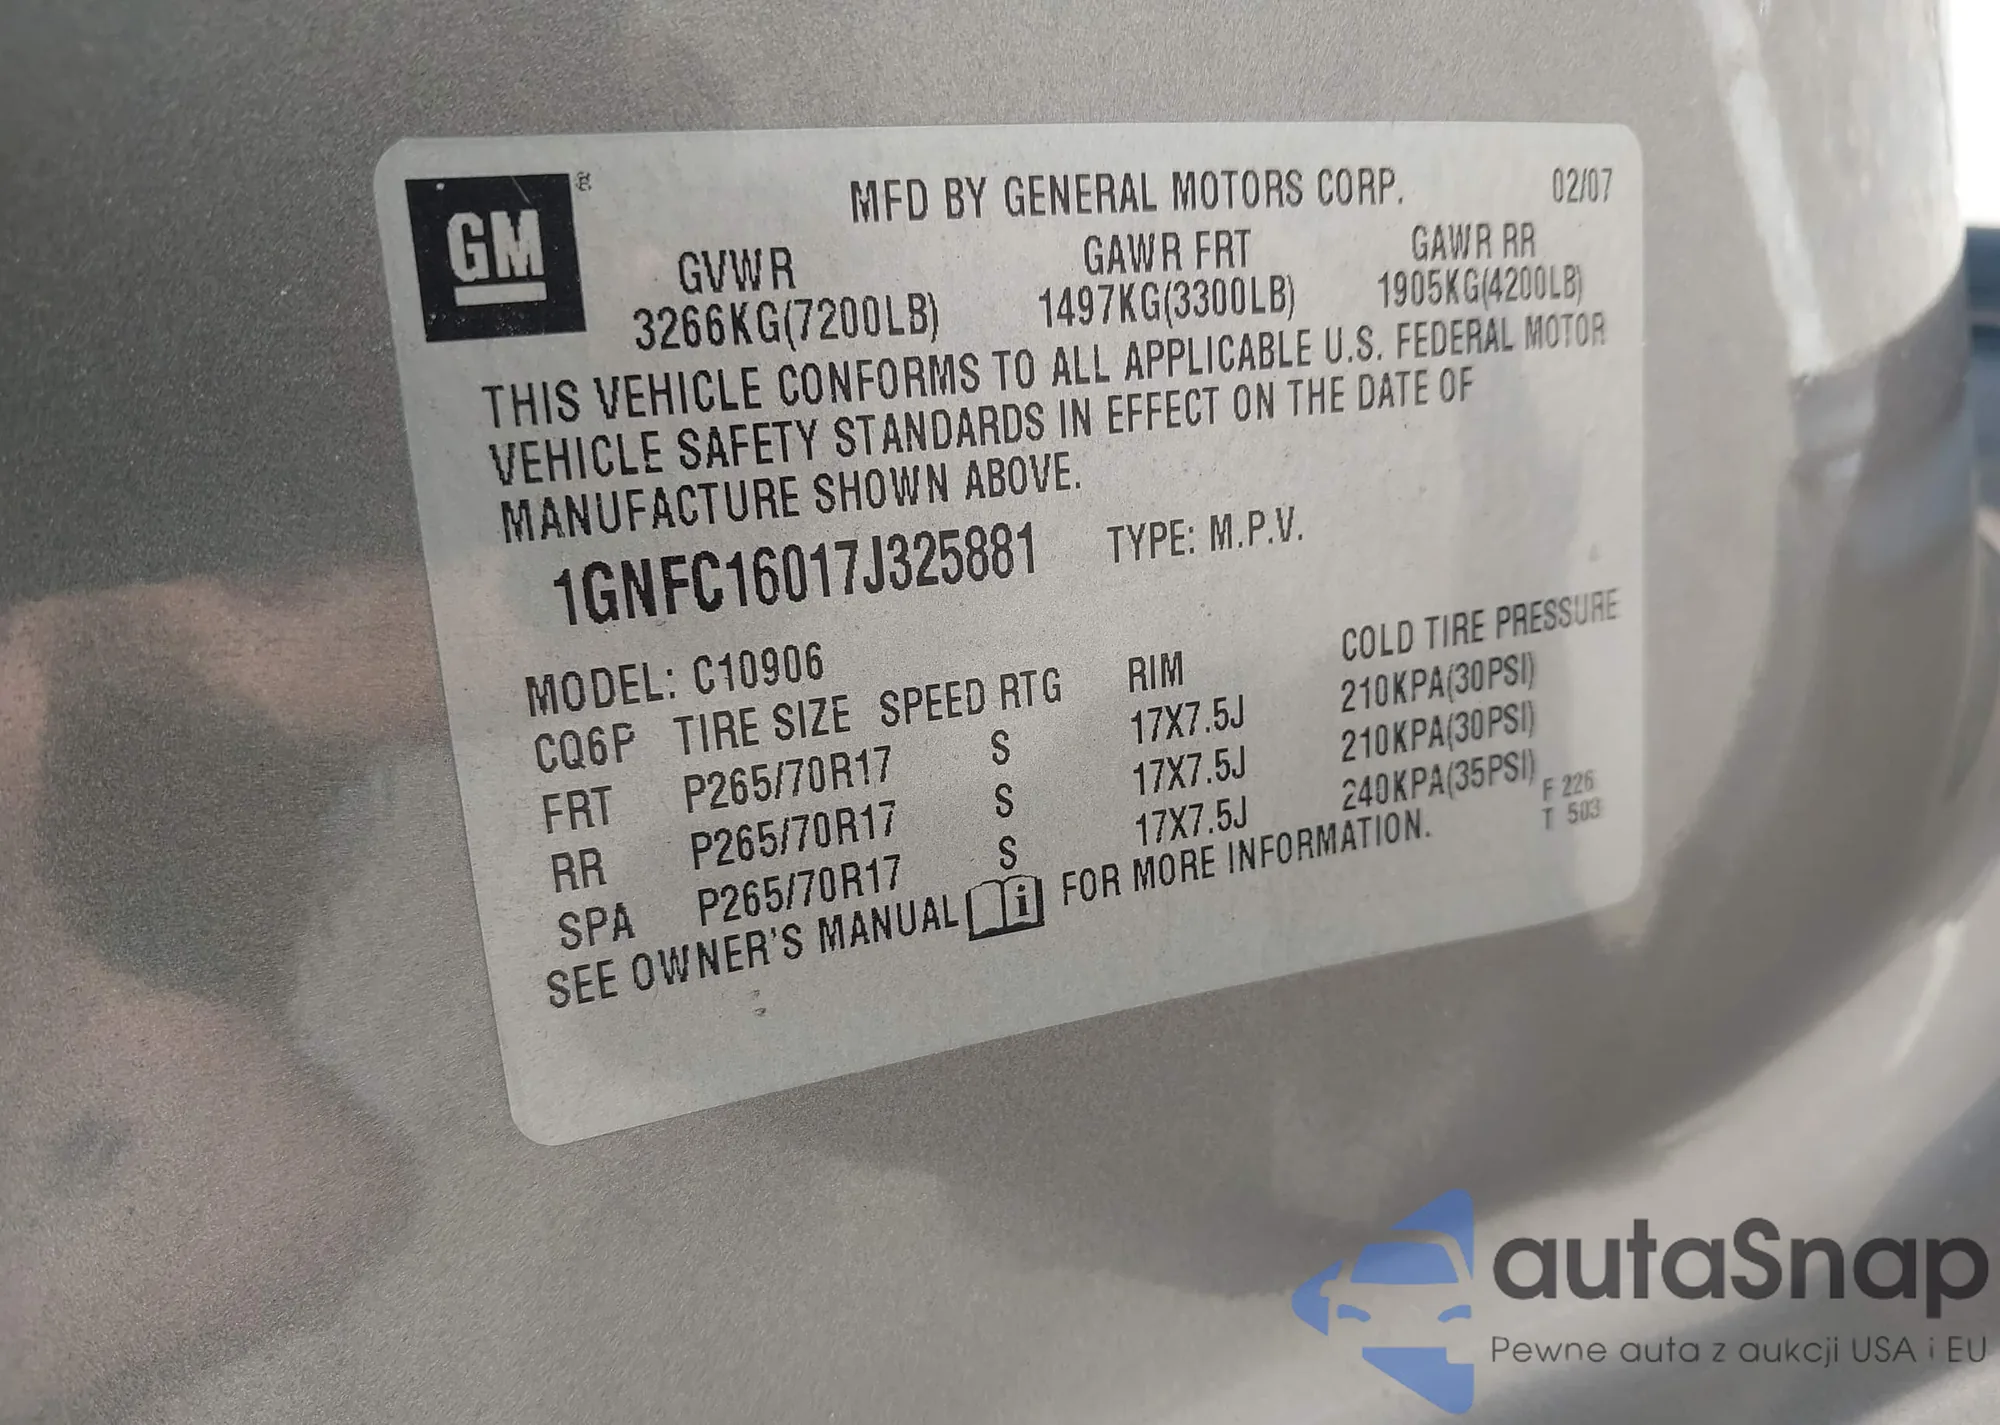 GM®
MFD BY GENERAL MOTORS CORP. 02/07
GVWR GAWR FRT GAWR RR
3266KG(7200LB) 1497KG(3300LB) 1905KG(4200LB)
THIS VEHICLE CONFORMS TO ALL APPLICABLE U.S. FEDERAL MOTOR
VEHICLE SAFETY STANDARDS IN EFFECT ON THE DATE OF
MANUFACTURE SHOWN ABOVE.
1GNFC16017J325881 TYPE: M.P.V.
MODEL: C10906
CQ6P TIRE SIZE SPEED RTG RIM COLD TIRE PRESSURE
FRT P265/70R17 S 17X7.5J 210KPA(30PSI)
RR P265/70R17 S 17X7.5J 210KPA(30PSI)
SPA P265/70R17 S 17X7.5J 240KPA(35PSI)
SEE OWNER'S MANUAL i FOR MORE INFORMATION.
F 226
T 503
autaSnap
Pewne auta z aukcji USA i EU